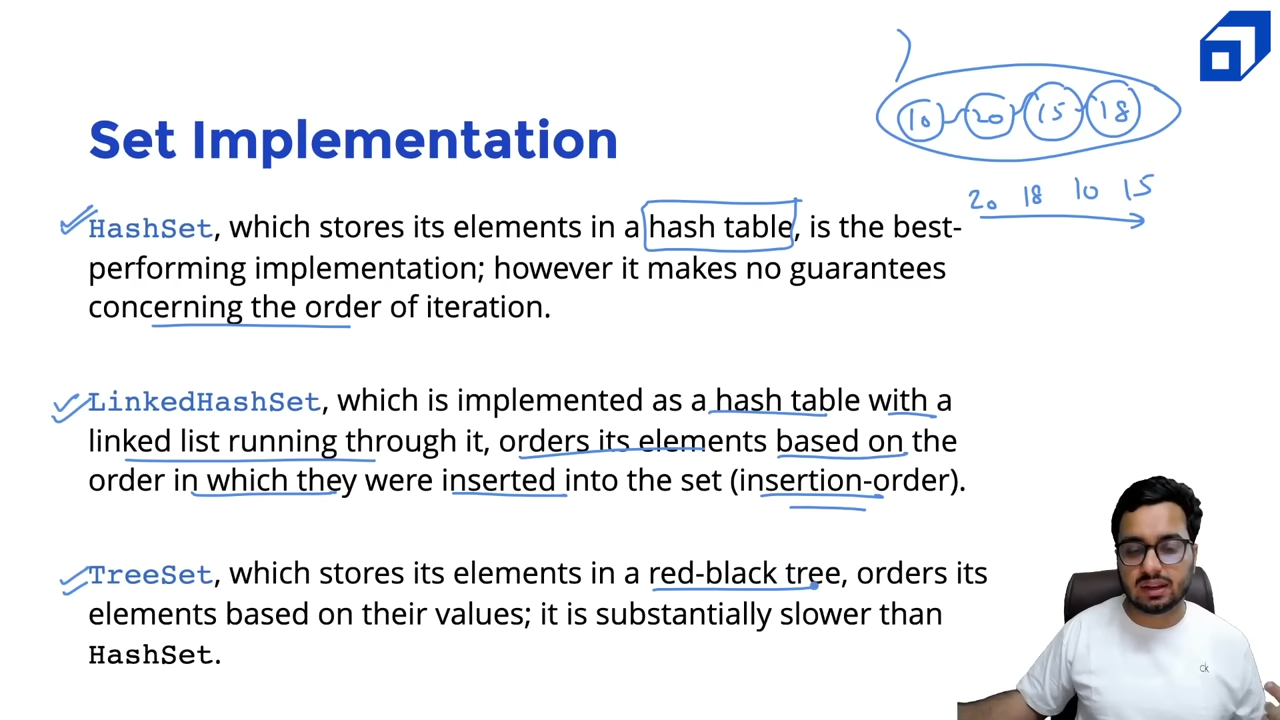 10 20 15 18
20 18 10 15
Set Implementation
HashSet, which stores its elements in a hash table, is the best-
performing implementation; however it makes no guarantees
concerning the order of iteration.
LinkedHashSet, which is implemented as a hash table with a
linked list running through it, orders its elements based on the
order in which they were inserted into the set (insertion-order).
TreeSet, which stores its elements in a red-black tree, orders its
elements based on their values; it is substantially slower than
HashSet.
ck